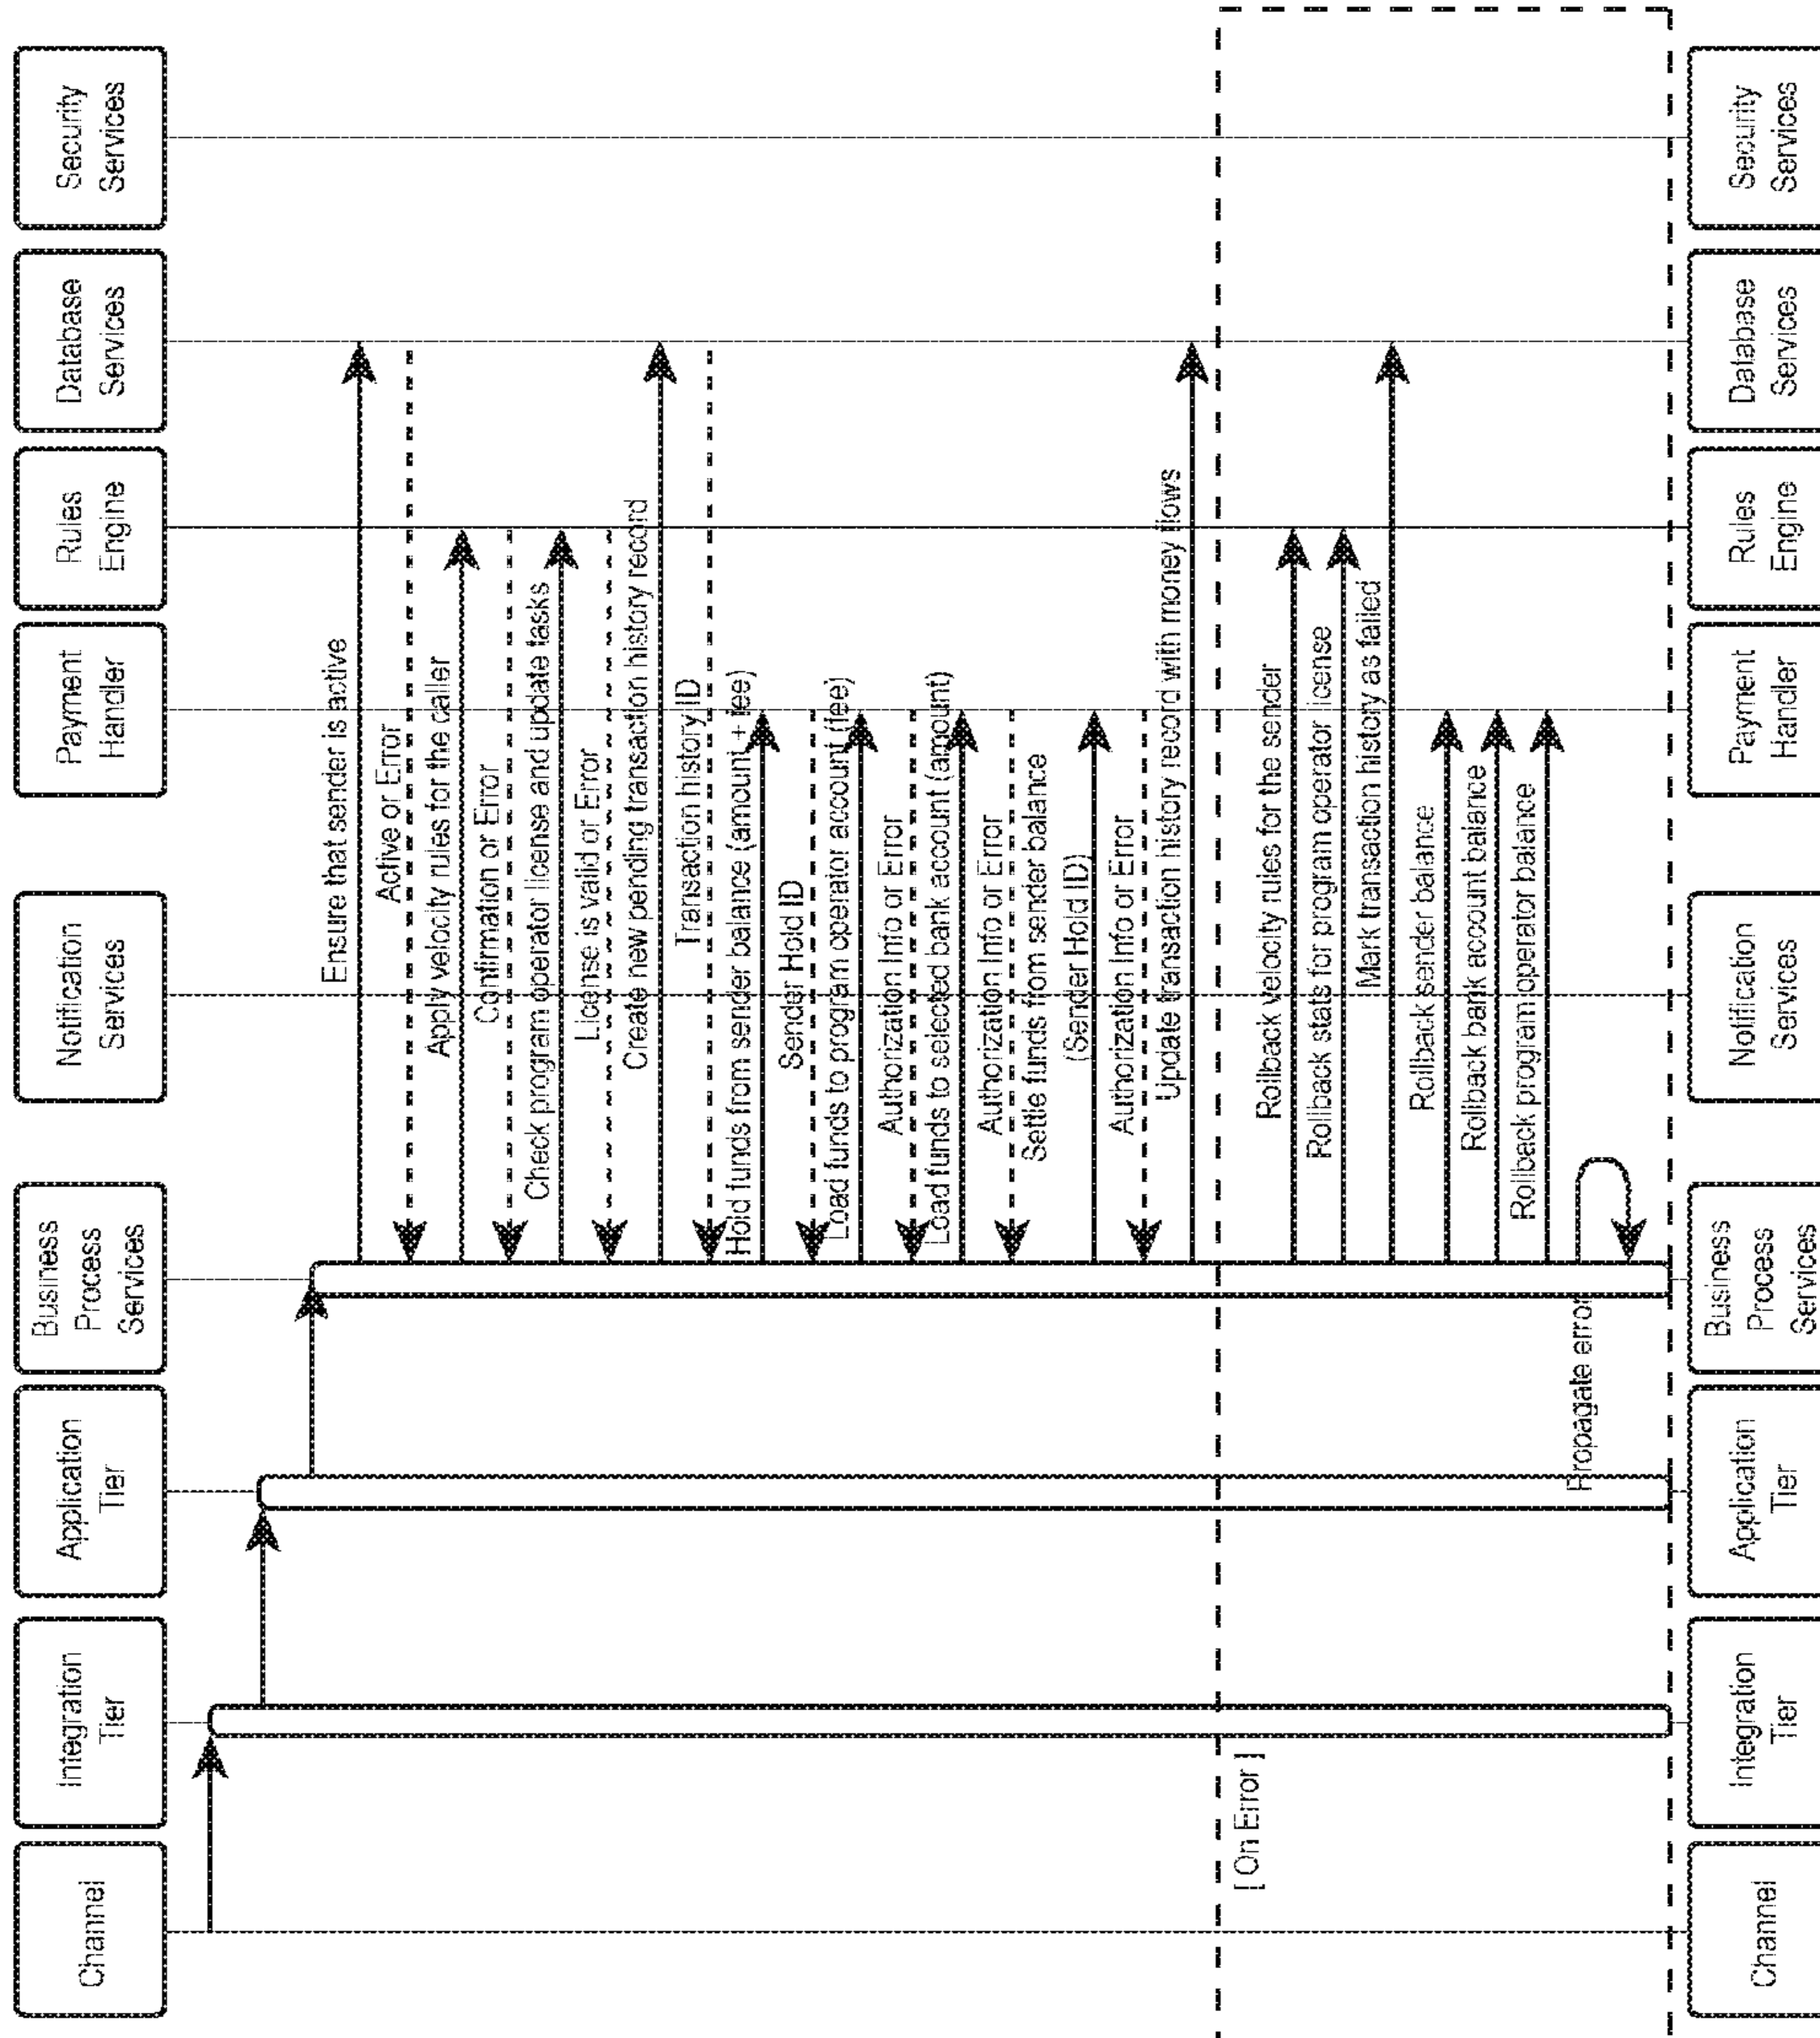 Channel
Integration
Tier
Application
Tier
Business
Process
Services
Notification
Services
Payment
Handler
Rules
Engine
Database
Services
Security
Services
Ensure that sender is active
Active or Error
Apply velocity rules for the caller
Confirmation or Error
Check program operator license and update tasks
License is valid or Error
Create new pending transaction history record
Transaction history ID
Hold funds from sender balance (amount + fee)
Sender Hold ID
Load funds to program operator account (fee)
Authorization Info or Error
Load funds to selected bank account (amount)
Authorization Info or Error
Settle funds from sender balance
(Sender Hold ID)
Authorization Info or Error
Update transaction history record with money flows
[ On Error ]
Rollback velocity rules for the sender
Rollback stats for program operator license
Mark transaction history as failed
Rollback sender balance
Rollback bank account balance
Rollback program operator balance
Propagate error
Channel
Integration
Tier
Application
Tier
Business
Process
Services
Notification
Services
Payment
Handler
Rules
Engine
Database
Services
Security
Services